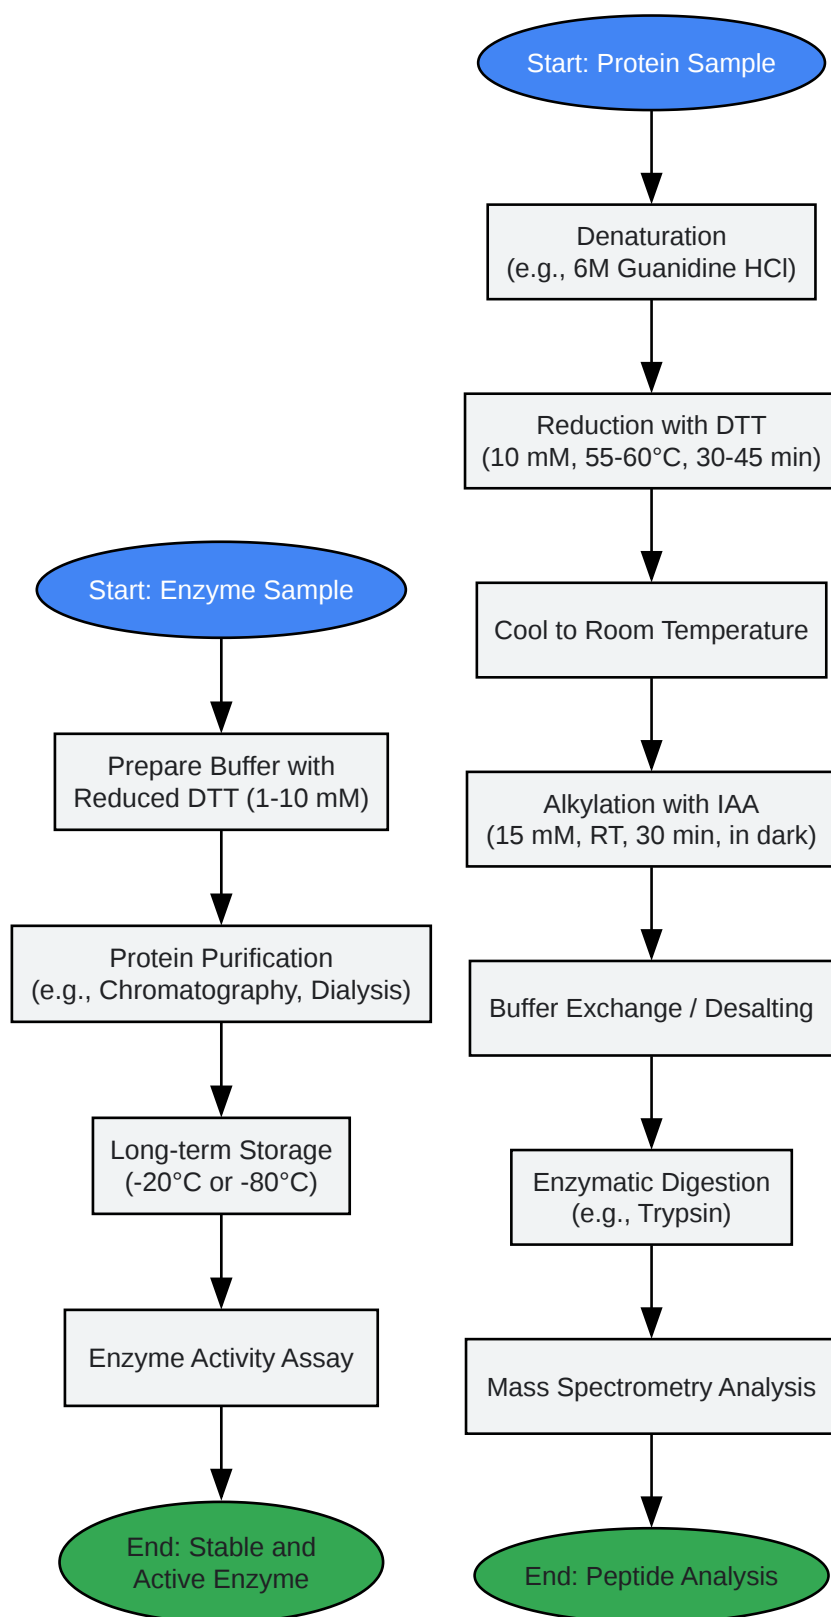 Start: Enzyme Sample
Prepare Buffer with
Reduced DTT (1-10 mM)
Protein Purification
(e.g., Chromatography, Dialysis)
Long-term Storage
(-20°C or -80°C)
Enzyme Activity Assay
End: Stable and
Active Enzyme
Start: Protein Sample
Denaturation
(e.g., 6M Guanidine HCl)
Reduction with DTT
(10 mM, 55-60°C, 30-45 min)
Cool to Room Temperature
Alkylation with IAA
(15 mM, RT, 30 min, in dark)
Buffer Exchange / Desalting
Enzymatic Digestion
(e.g., Trypsin)
Mass Spectrometry Analysis
End: Peptide Analysis